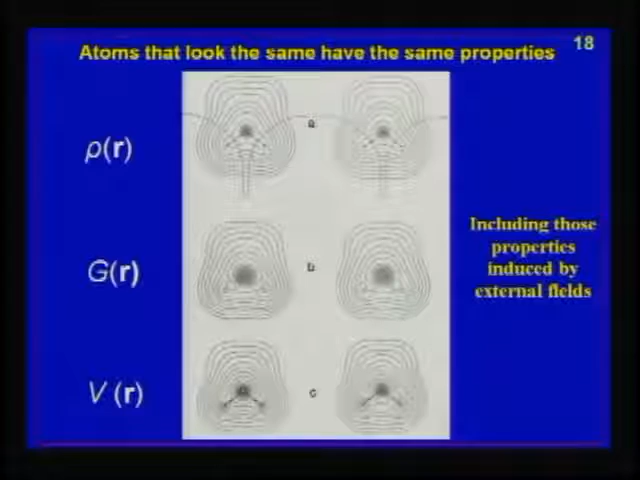 18
Atoms that look the same have the same properties
ρ(r)
a
Including those
properties
induced by
external fields
G(r)
b
V (r)
c